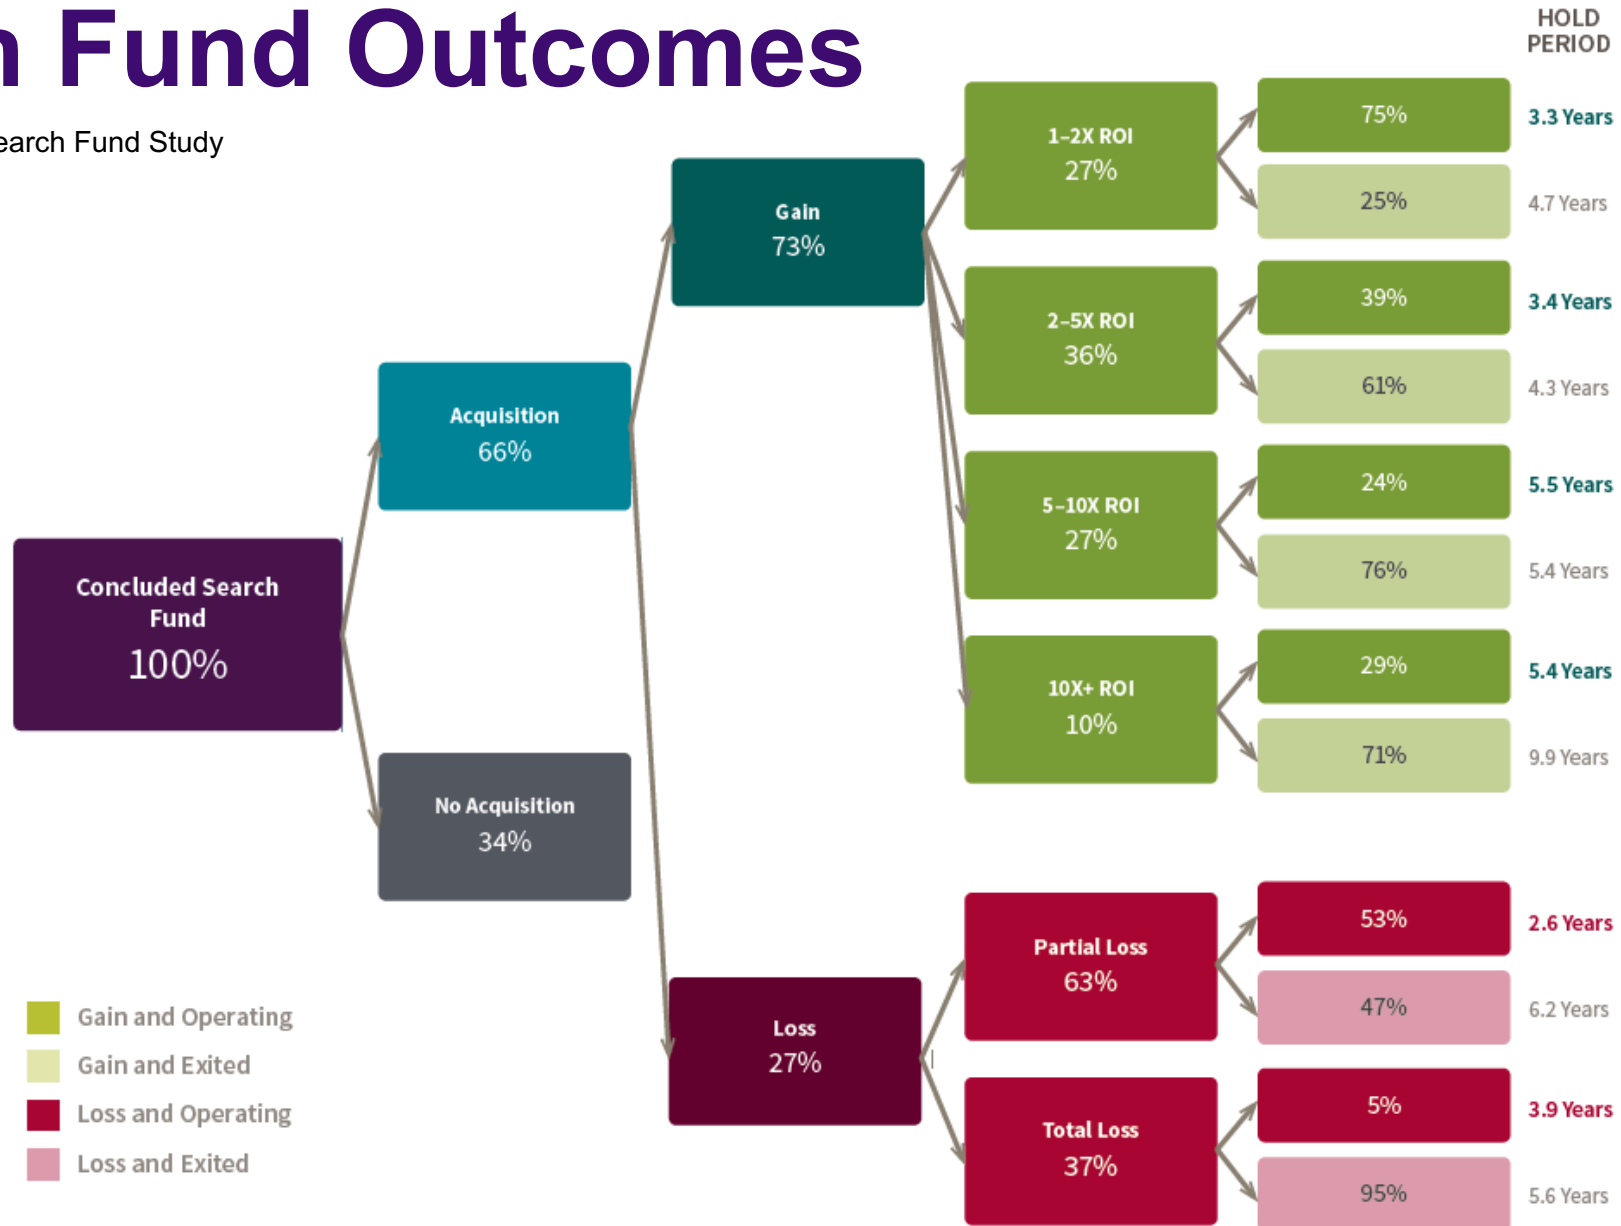 n Fund Outcomes
earch Fund Study
HOLD
PERIOD
Concluded Search
Fund
100%
Acquisition
66%
No Acquisition
34%
Gain
73%
Loss
27%
1–2X ROI
27%
75%
3.3 Years
25%
4.7 Years
2–5X ROI
36%
39%
3.4 Years
61%
4.3 Years
5–10X ROI
27%
24%
5.5 Years
76%
5.4 Years
10X+ ROI
10%
29%
5.4 Years
71%
9.9 Years
Partial Loss
63%
53%
2.6 Years
47%
6.2 Years
Total Loss
37%
5%
3.9 Years
95%
5.6 Years
Gain and Operating
Gain and Exited
Loss and Operating
Loss and Exited